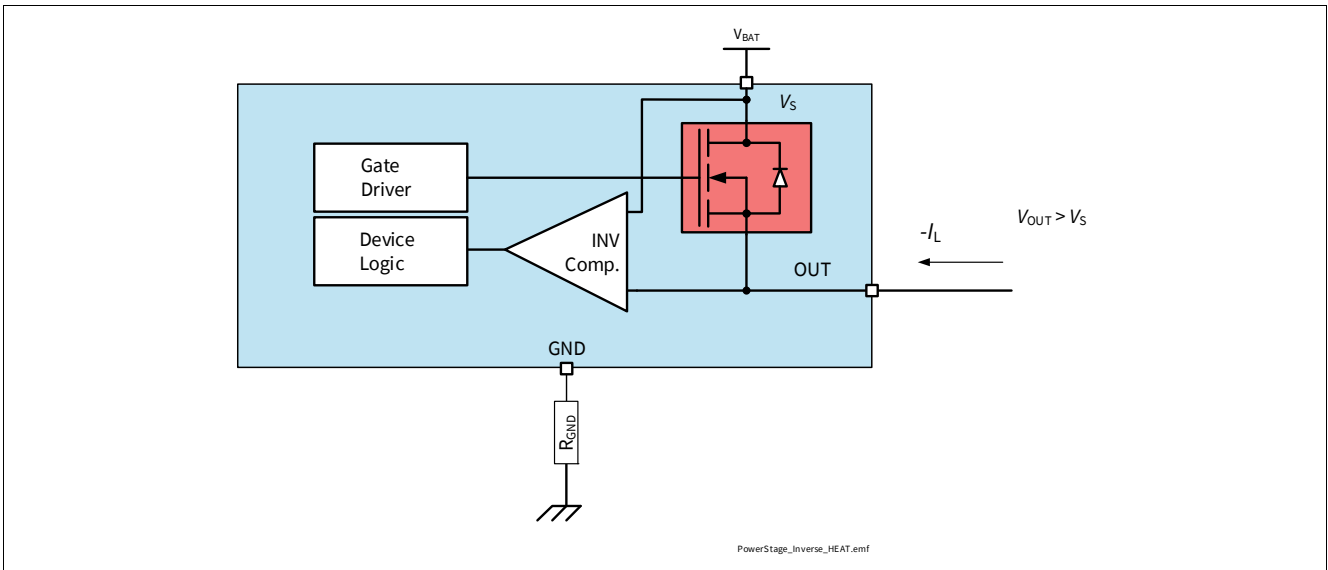 VBAT
VS
Gate
Driver
Device
Logic
INV
Comp.
OUT
-IL
VOUT > VS
GND
RGND
PowerStage_Inverse_HEAT.emf